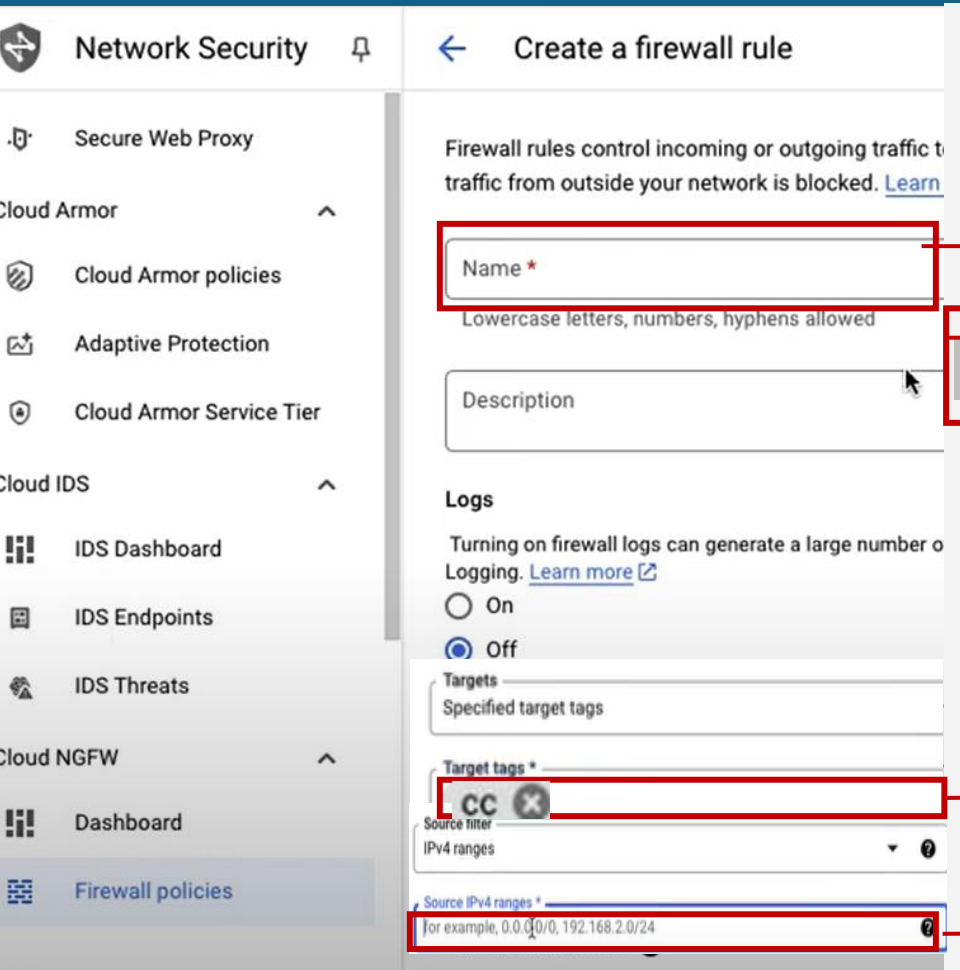 Network Security
Secure Web Proxy
Cloud Armor
Cloud Armor policies
Adaptive Protection
Cloud Armor Service Tier
Cloud IDS
IDS Dashboard
IDS Endpoints
IDS Threats
Cloud NGFW
Dashboard
Firewall policies
Create a firewall rule
Firewall rules control incoming or outgoing traffic t
traffic from outside your network is blocked. Learn
Name *
Lowercase letters, numbers, hyphens allowed
Description
Logs
Turning on firewall logs can generate a large number o
Logging. Learn more
On
Off
Targets
Specified target tags
Target tags *
CC
Source filter
IPv4 ranges
Source IPv4 ranges *
for example, 0.0.0.0/0, 192.168.2.0/24